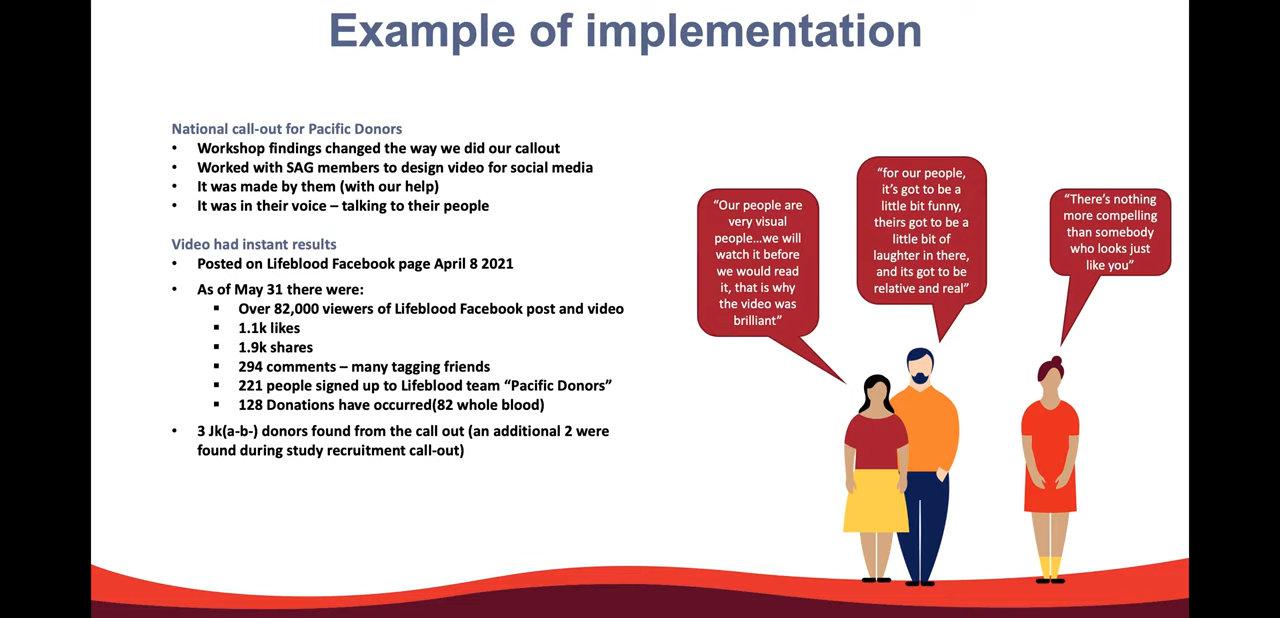 Example of implementation
National call-out for Pacific Donors
• Workshop findings changed the way we did our callout
• Worked with SAG members to design video for social media
• It was made by them (with our help)
• It was in their voice – talking to their people
Video had instant results
• Posted on Lifeblood Facebook page April 8 2021
• As of May 31 there were:
▪ Over 82,000 viewers of Lifeblood Facebook post and video
▪ 1.1k likes
▪ 1.9k shares
▪ 294 comments – many tagging friends
▪ 221 people signed up to Lifeblood team “Pacific Donors”
▪ 128 Donations have occurred(82 whole blood)
• 3 Jk(a-b-) donors found from the call out (an additional 2 were
found during study recruitment call-out)
“Our people are
very visual
people...we will
watch it before
we would read
it, that is why
the video was
brilliant”
“for our people,
it’s got to be a
little bit funny,
theirs got to be a
little bit of
laughter in there,
and its got to be
relative and real”
“There’s nothing
more compelling
than somebody
who looks just
like you”